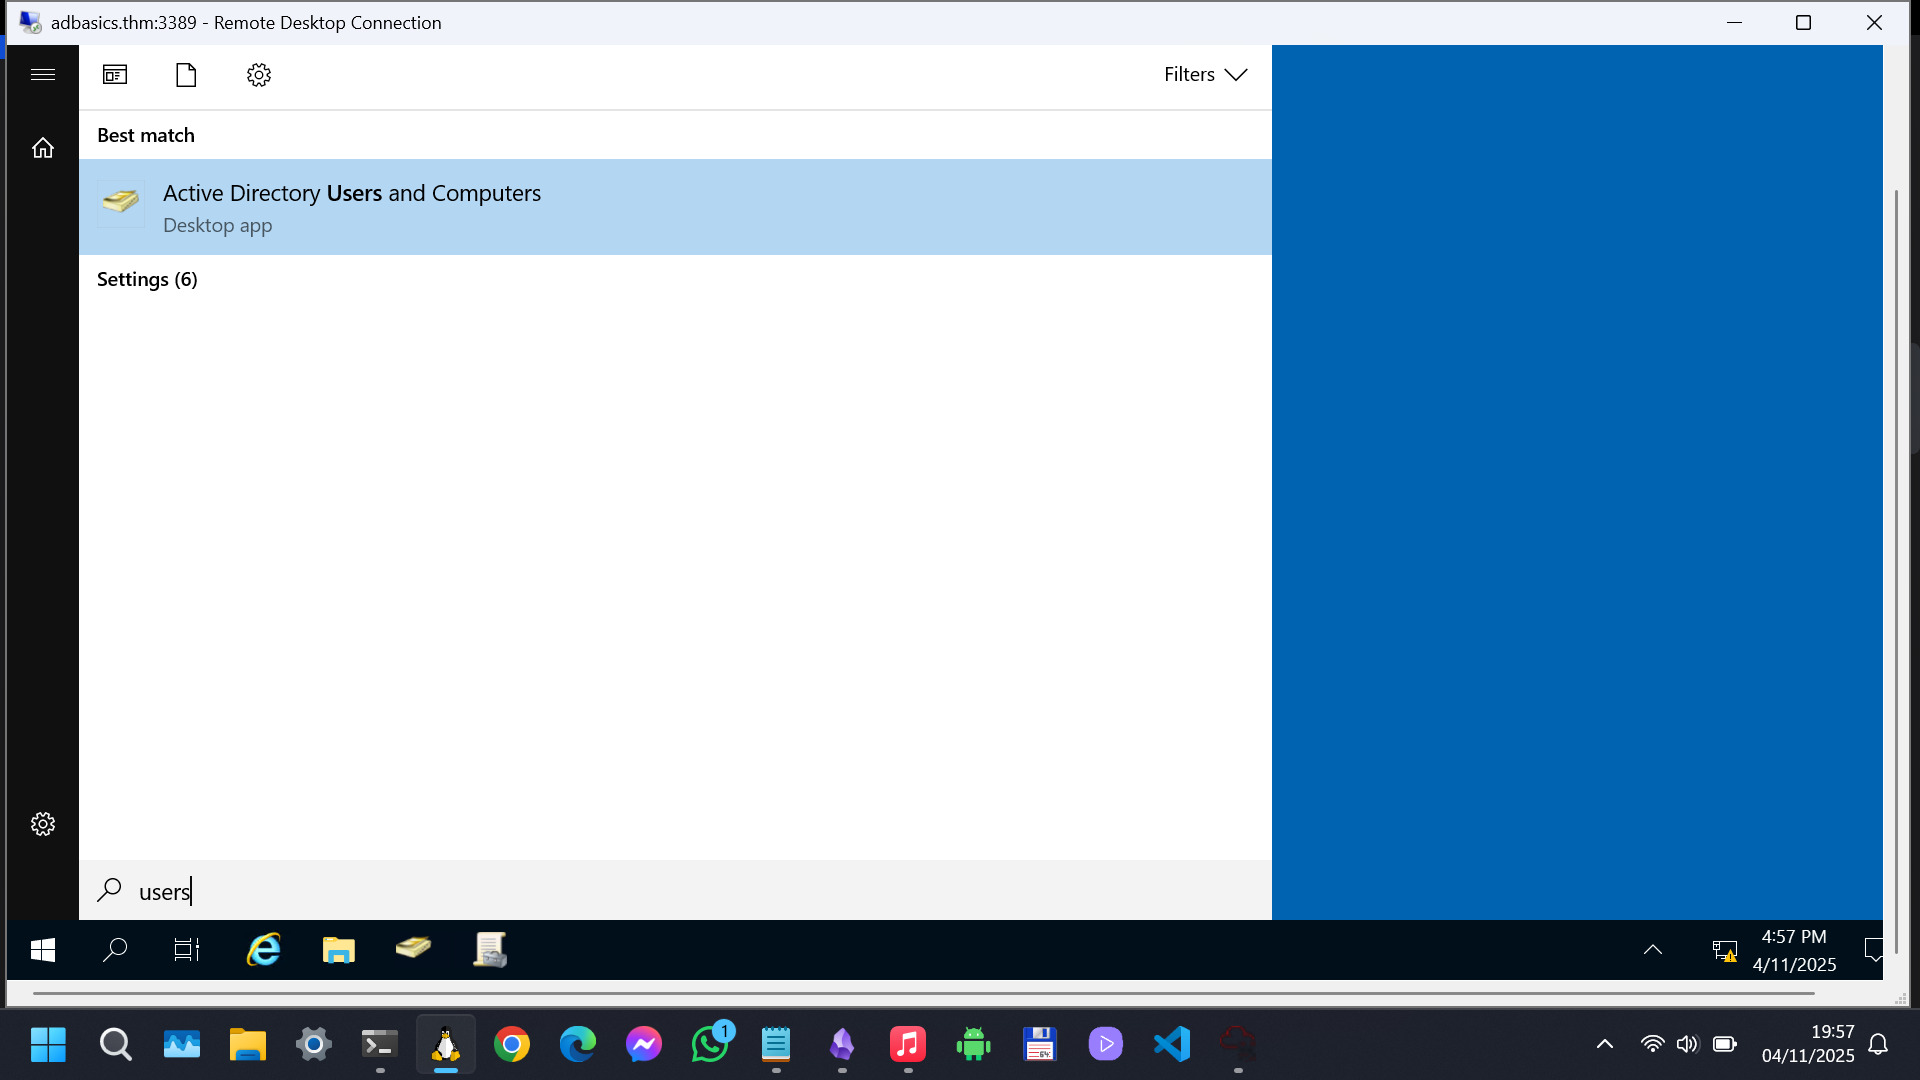 adbasics.thm:3389 - Remote Desktop Connection
Filters
Best match
Active Directory Users and Computers
Desktop app
Settings (6)
users
4:57 PM
4/11/2025
1
64
19:57
04/11/2025